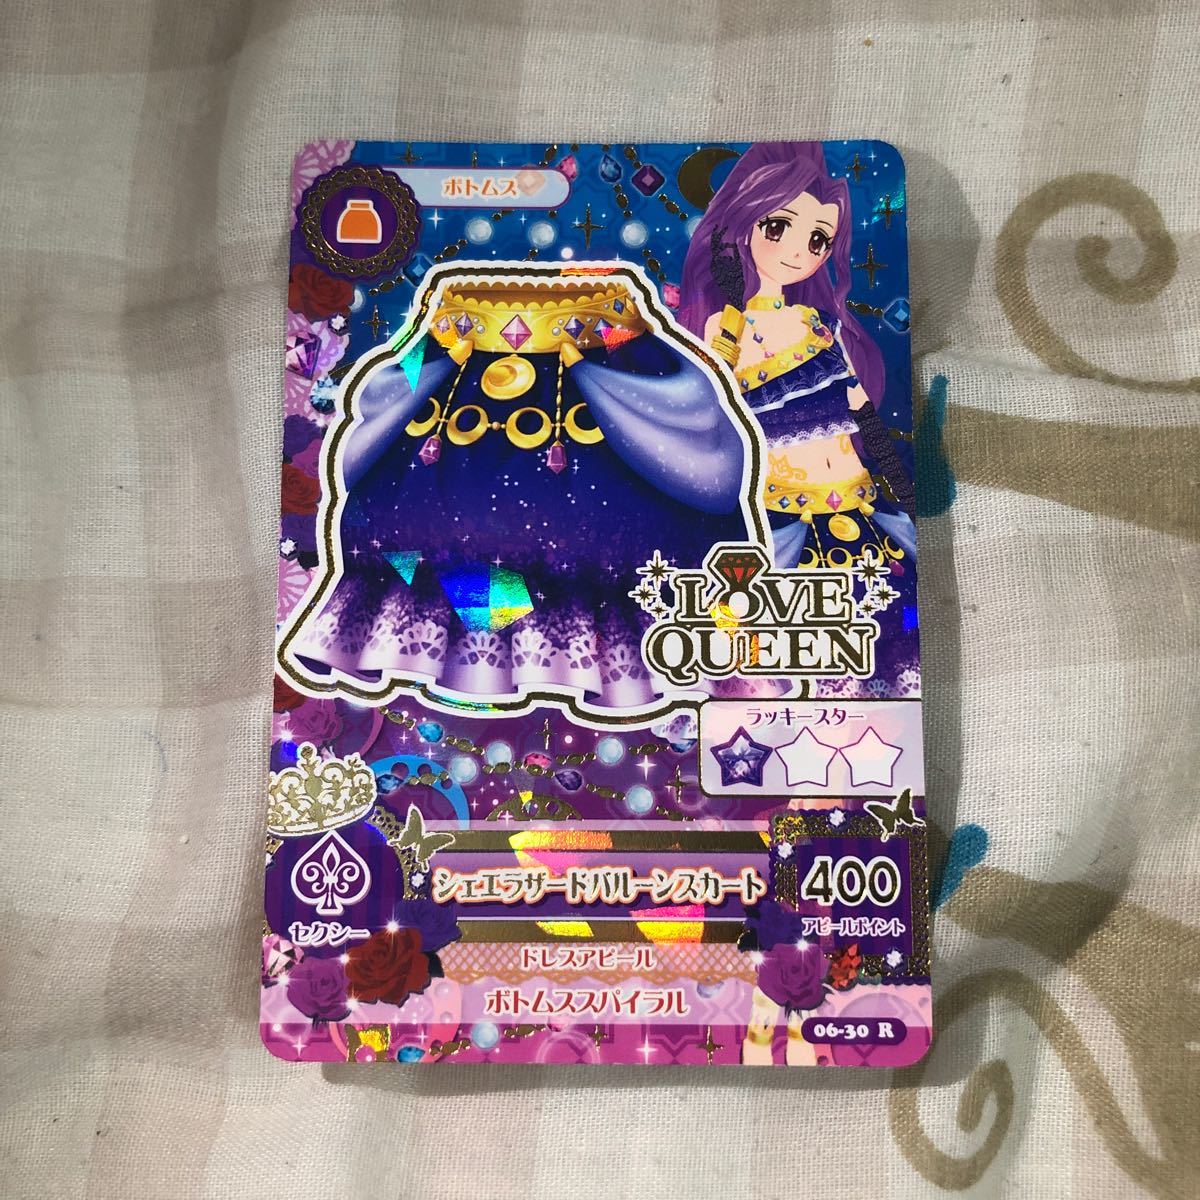 ボトムス
LOVE
QUEEN
ラッキースター
シェエラザードバルーンスカート
400
アピールポイント
セクシー
ドレスアピール
ボトムススパイラル
06-30 R